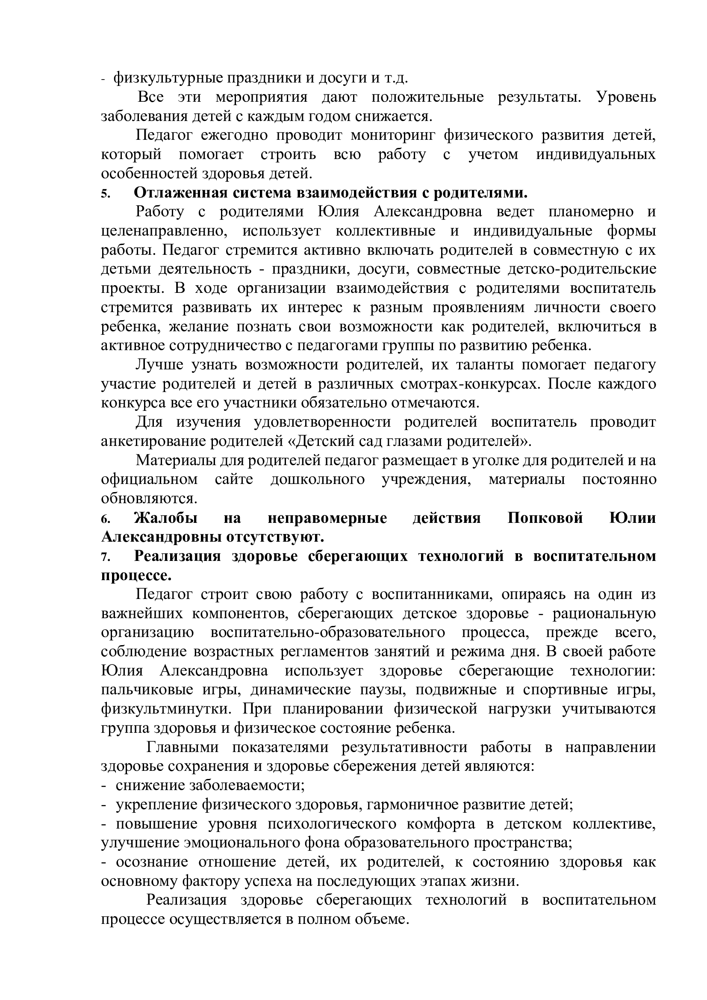 - физкультурные праздники и досуги и т.д.
Все эти мероприятия дают положительные результаты. Уровень
заболевания детей с каждым годом снижается.
Педагог ежегодно проводит мониторинг физического развития детей,
который помогает строить всю работу с учетом индивидуальных
особенностей здоровья детей.
5. Отлаженная система взаимодействия с родителями.
Работу с родителями Юлия Александровна ведет планомерно и
целенаправленно, использует коллективные и индивидуальные формы
работы. Педагог стремится активно включать родителей в совместную с их
детьми деятельность - праздники, досуги, совместные детско-родительские
проекты. В ходе организации взаимодействия с родителями воспитатель
стремится развивать их интерес к разным проявлениям личности своего
ребенка, желание познать свои возможности как родителей, включиться в
активное сотрудничество с педагогами группы по развитию ребенка.
Лучше узнать возможности родителей, их таланты помогает педагогу
участие родителей и детей в различных смотрах-конкурсах. После каждого
конкурса все его участники обязательно отмечаются.
Для изучения удовлетворенности родителей воспитатель проводит
анкетирование родителей «Детский сад глазами родителей».
Материалы для родителей педагог размещает в уголке для родителей и на
официальном сайте дошкольного учреждения, материалы постоянно
обновляются.
6. Жалобы на неправомерные действия Попковой Юлии
Александровны отсутствуют.
7. Реализация здоровье сберегающих технологий в воспитательном
процессе.
Педагог строит свою работу с воспитанниками, опираясь на один из
важнейших компонентов, сберегающих детское здоровье - рациональную
организацию воспитательно-образовательного процесса, прежде всего,
соблюдение возрастных регламентов занятий и режима дня. В своей работе
Юлия Александровна использует здоровье сберегающие технологии:
пальчиковые игры, динамические паузы, подвижные и спортивные игры,
физкультминутки. При планировании физической нагрузки учитываются
группа здоровья и физическое состояние ребенка.
Главными показателями результативности работы в направлении
здоровье сохранения и здоровье сбережения детей являются:
- снижение заболеваемости;
- укрепление физического здоровья, гармоничное развитие детей;
- повышение уровня психологического комфорта в детском коллективе,
улучшение эмоционального фона образовательного пространства;
- осознание отношение детей, их родителей, к состоянию здоровья как
основному фактору успеха на последующих этапах жизни.
Реализация здоровье сберегающих технологий в воспитательном
процессе осуществляется в полном объеме.